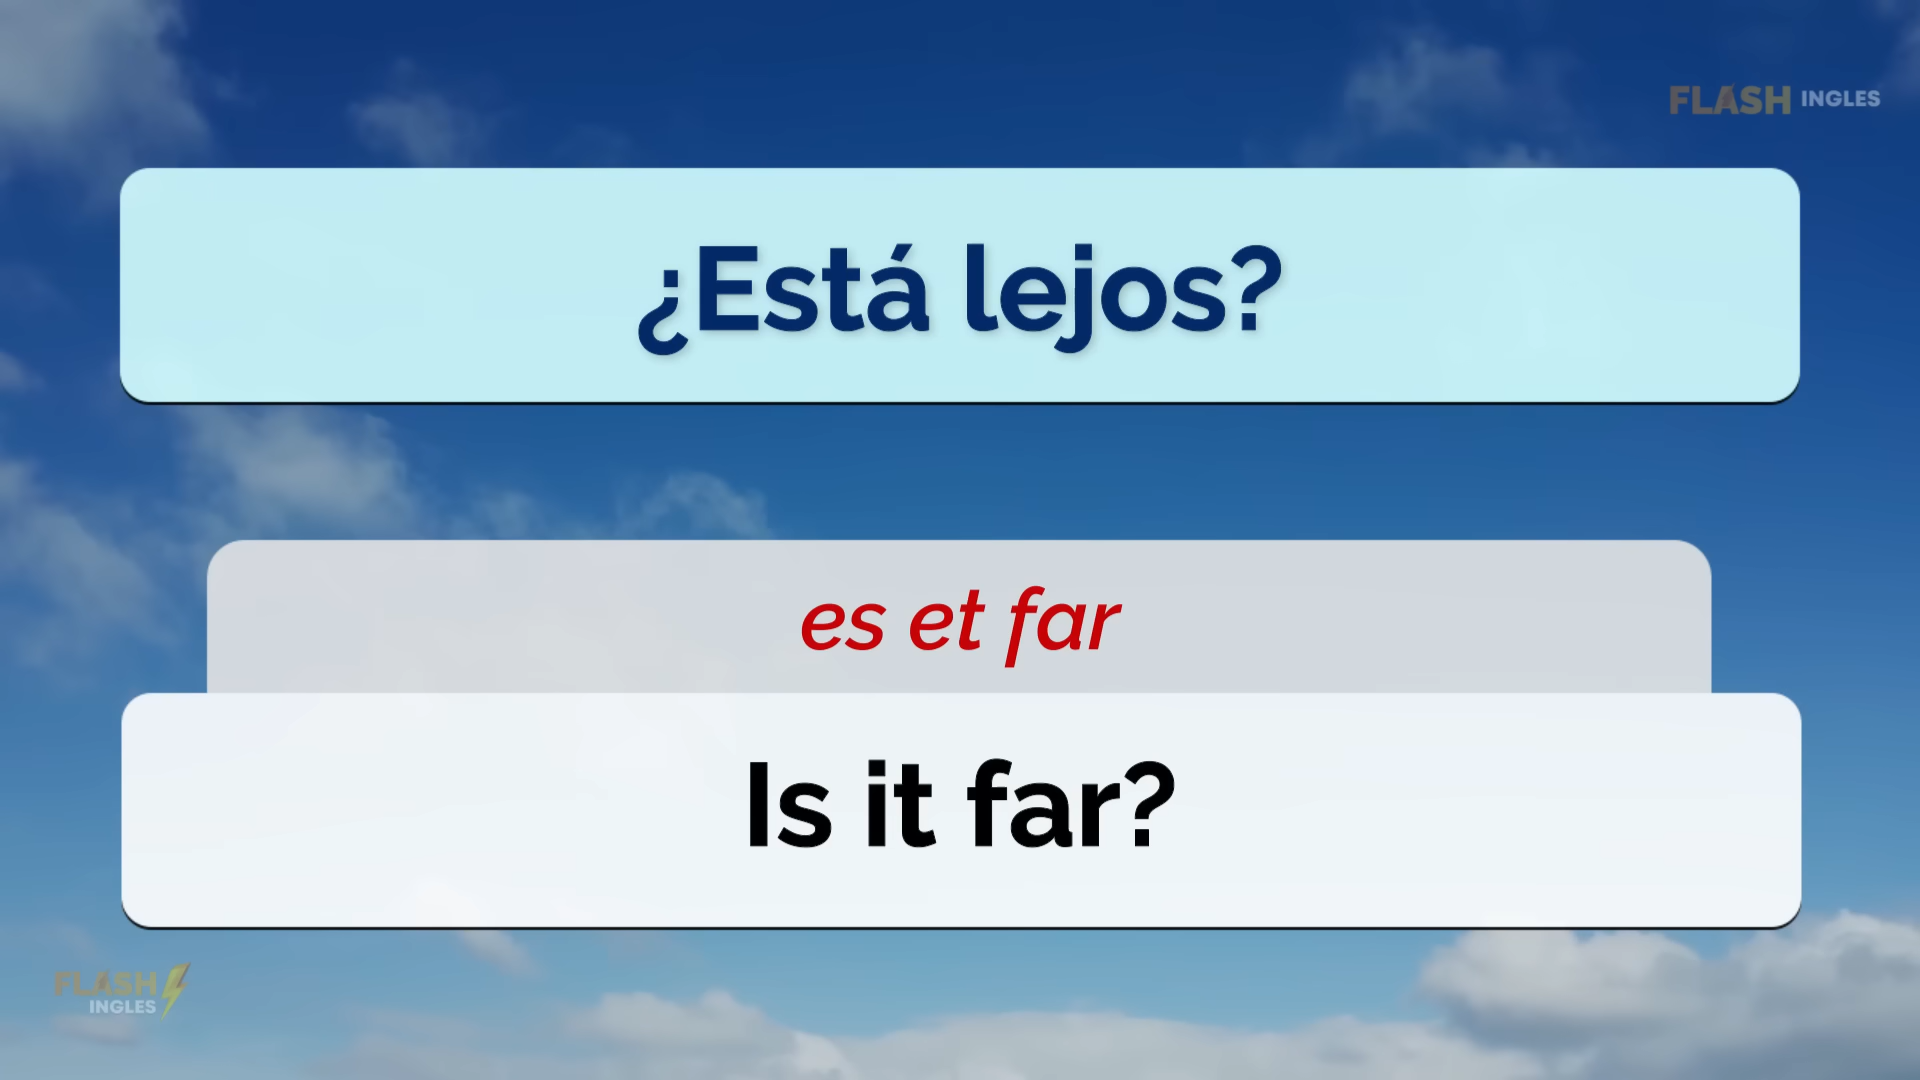 FLASH INGLES
¿Está lejos?
es et far
Is it far?
FLASH
INGLES